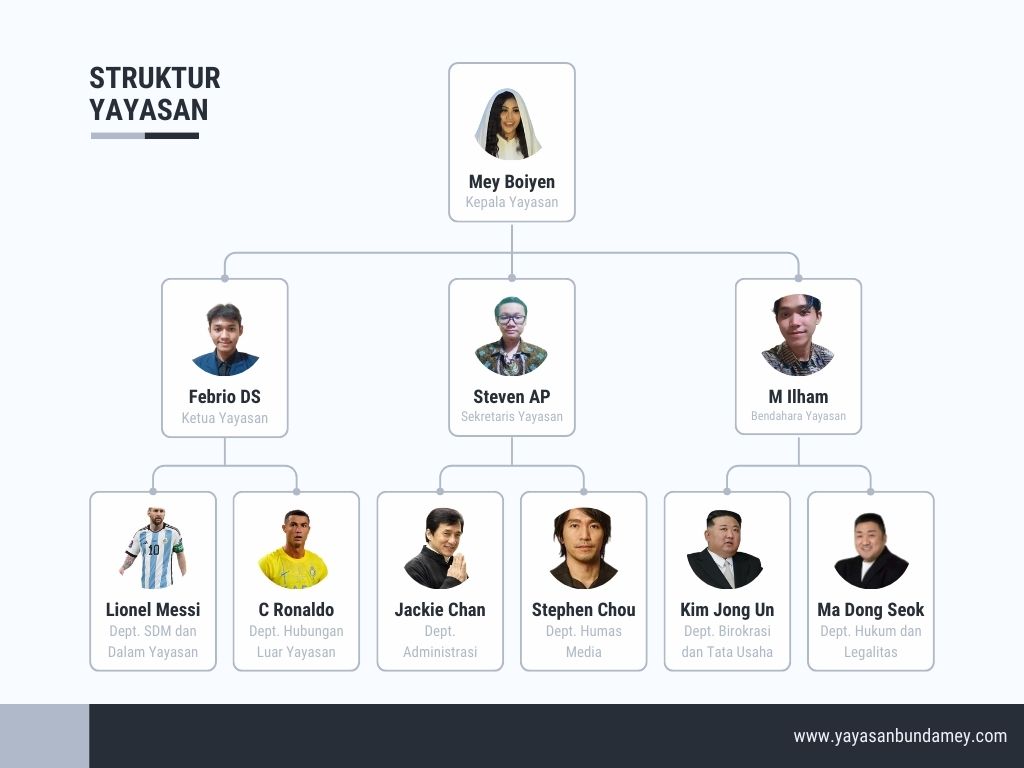 STRUKTUR
YAYASAN
Mey Boiyen
Kepala Yayasan
Febrio DS
Ketua Yayasan
Steven AP
Sekretaris Yayasan
M Ilham
Bendahara Yayasan
Lionel Messi
Dept. SDM dan
Dalam Yayasan
C Ronaldo
Dept. Hubungan
Luar Yayasan
Jackie Chan
Dept.
Administrasi
Stephen Chou
Dept. Humas
Media
Kim Jong Un
Dept. Birokrasi
dan Tata Usaha
Ma Dong Seok
Dept. Hukum dan
Legalitas
10
www.yayasanbundamey.com